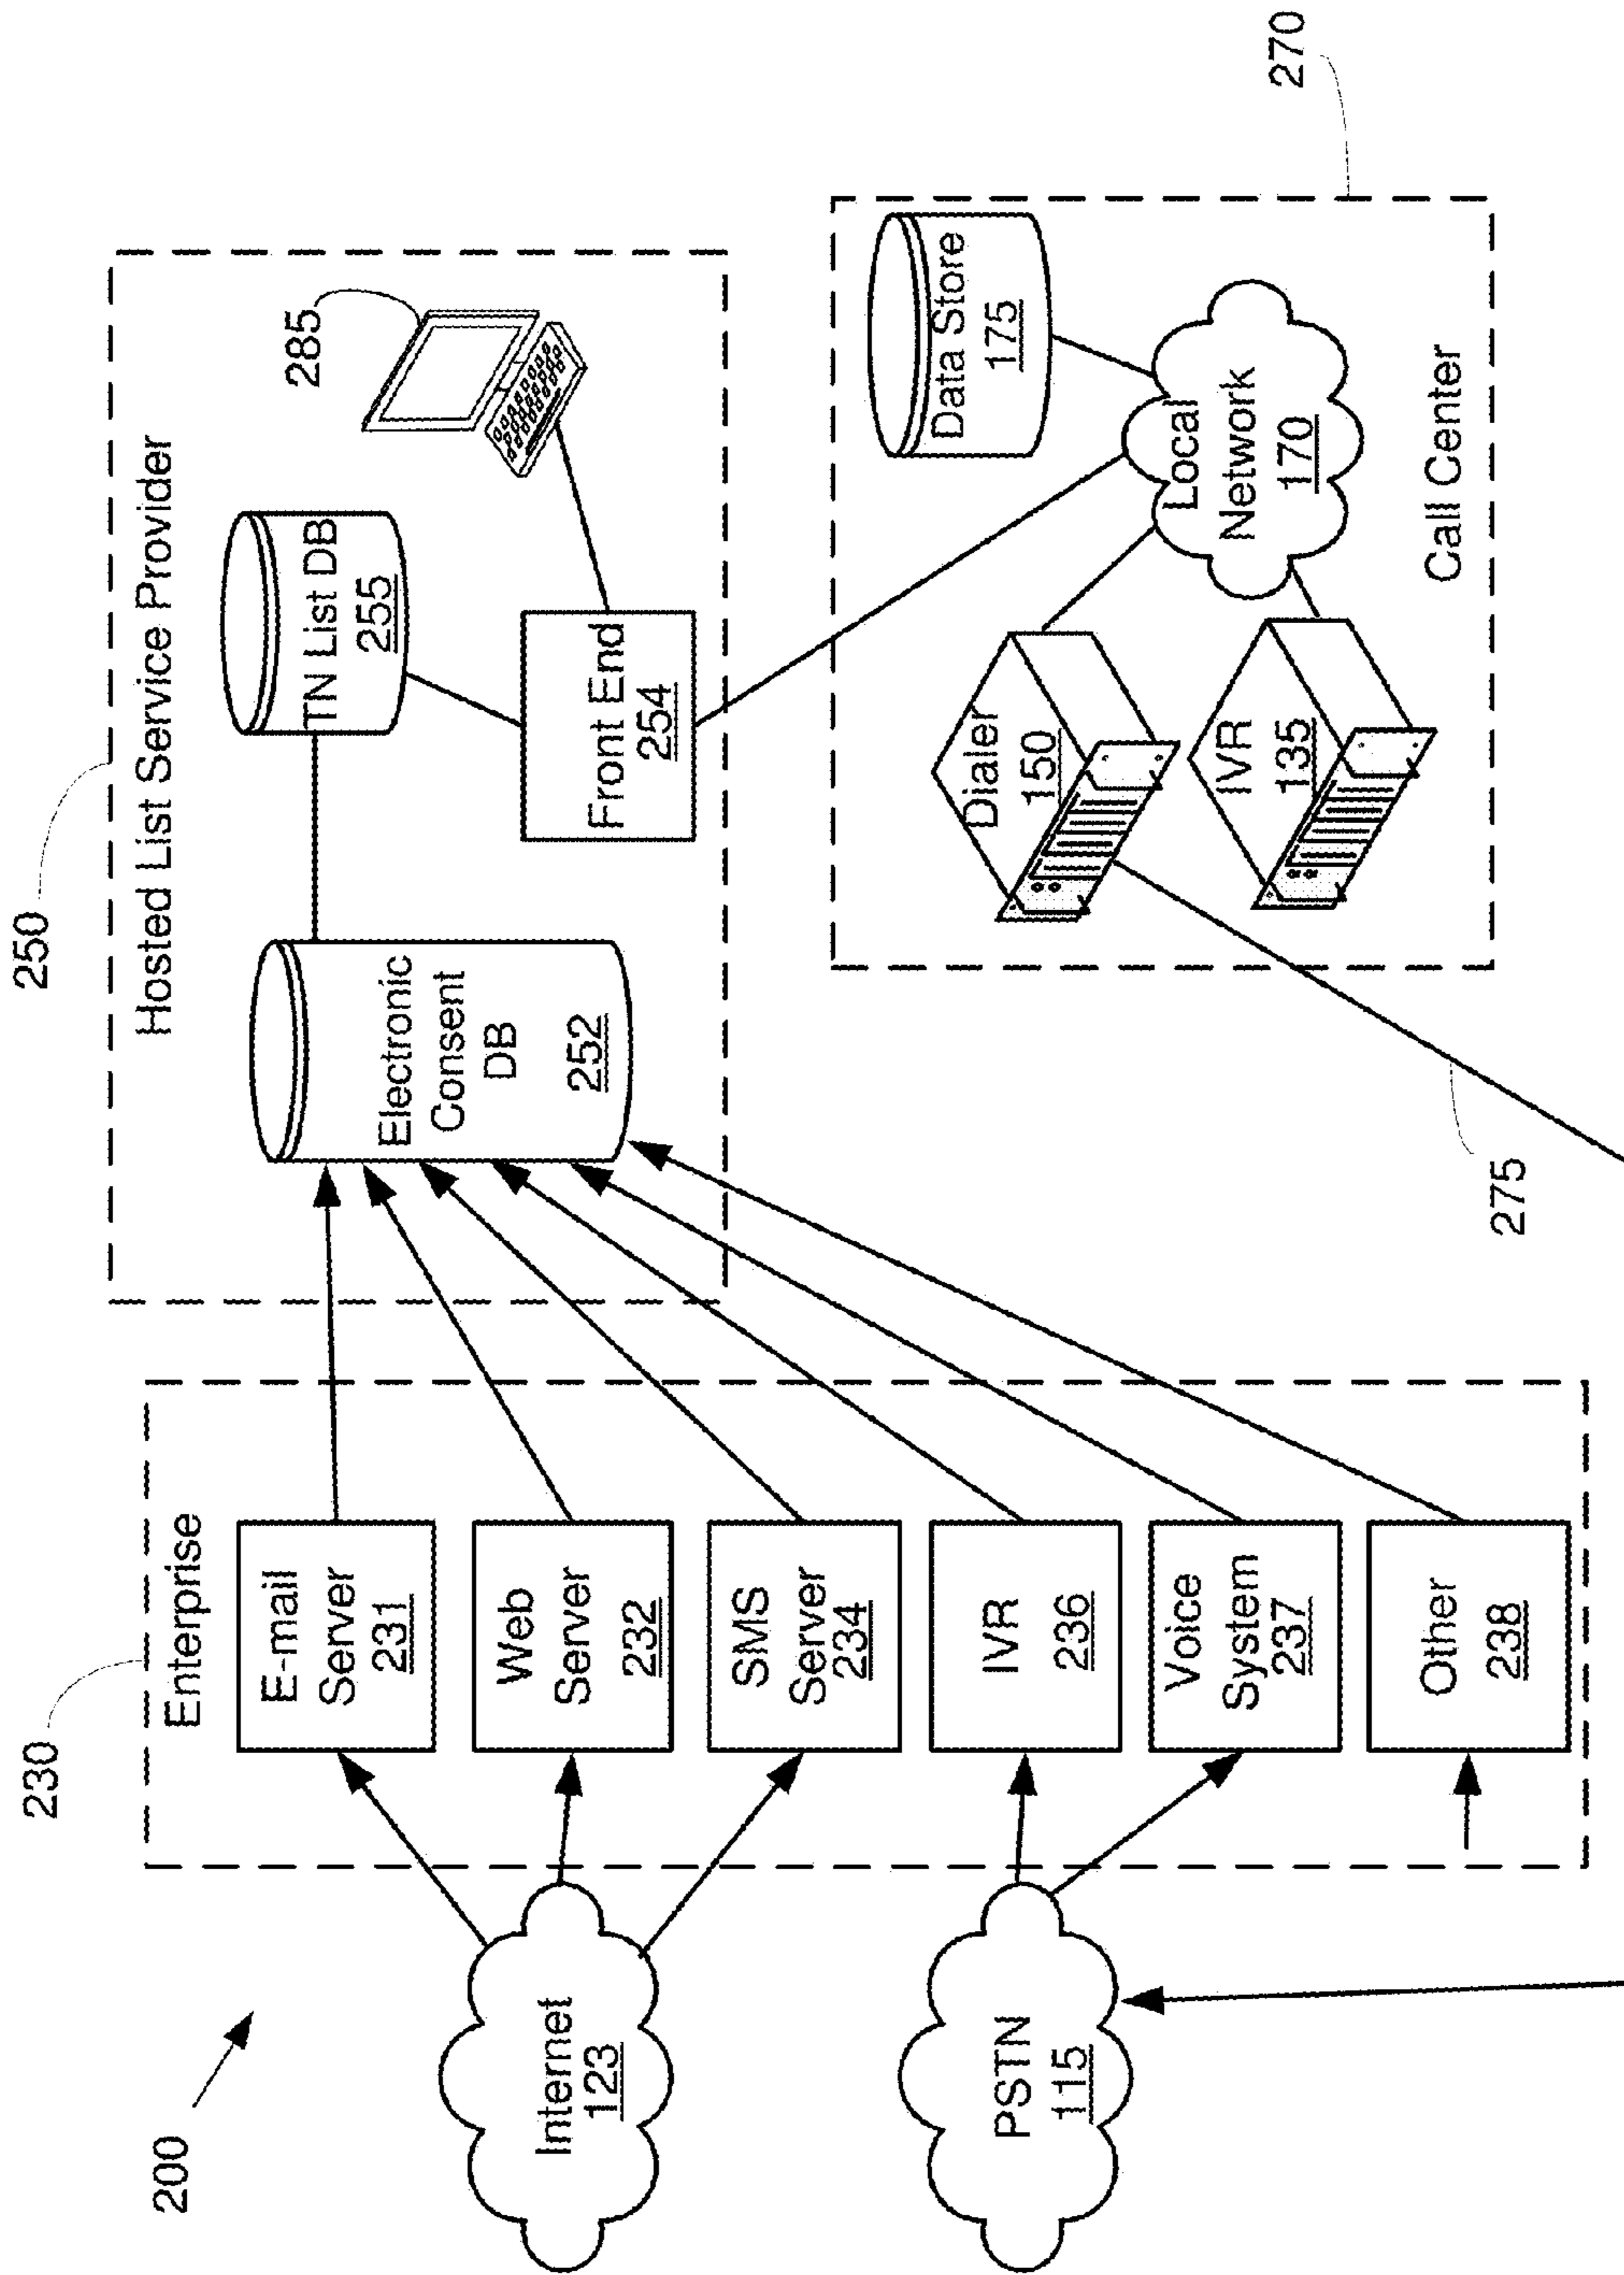 200
230
Enterprise
E-mail
Server
231
Web
Server
232
SMS
Server
234
IVR
236
Voice
System
237
Other
238
Internet
123
PSTN
115
250
Hosted List Service Provider
Electronic
Consent
DB
252
TN List DB
255
Front End
254
285
270
Data Store
175
Local
Network
170
Dialer
150
IVR
135
Call Center
275